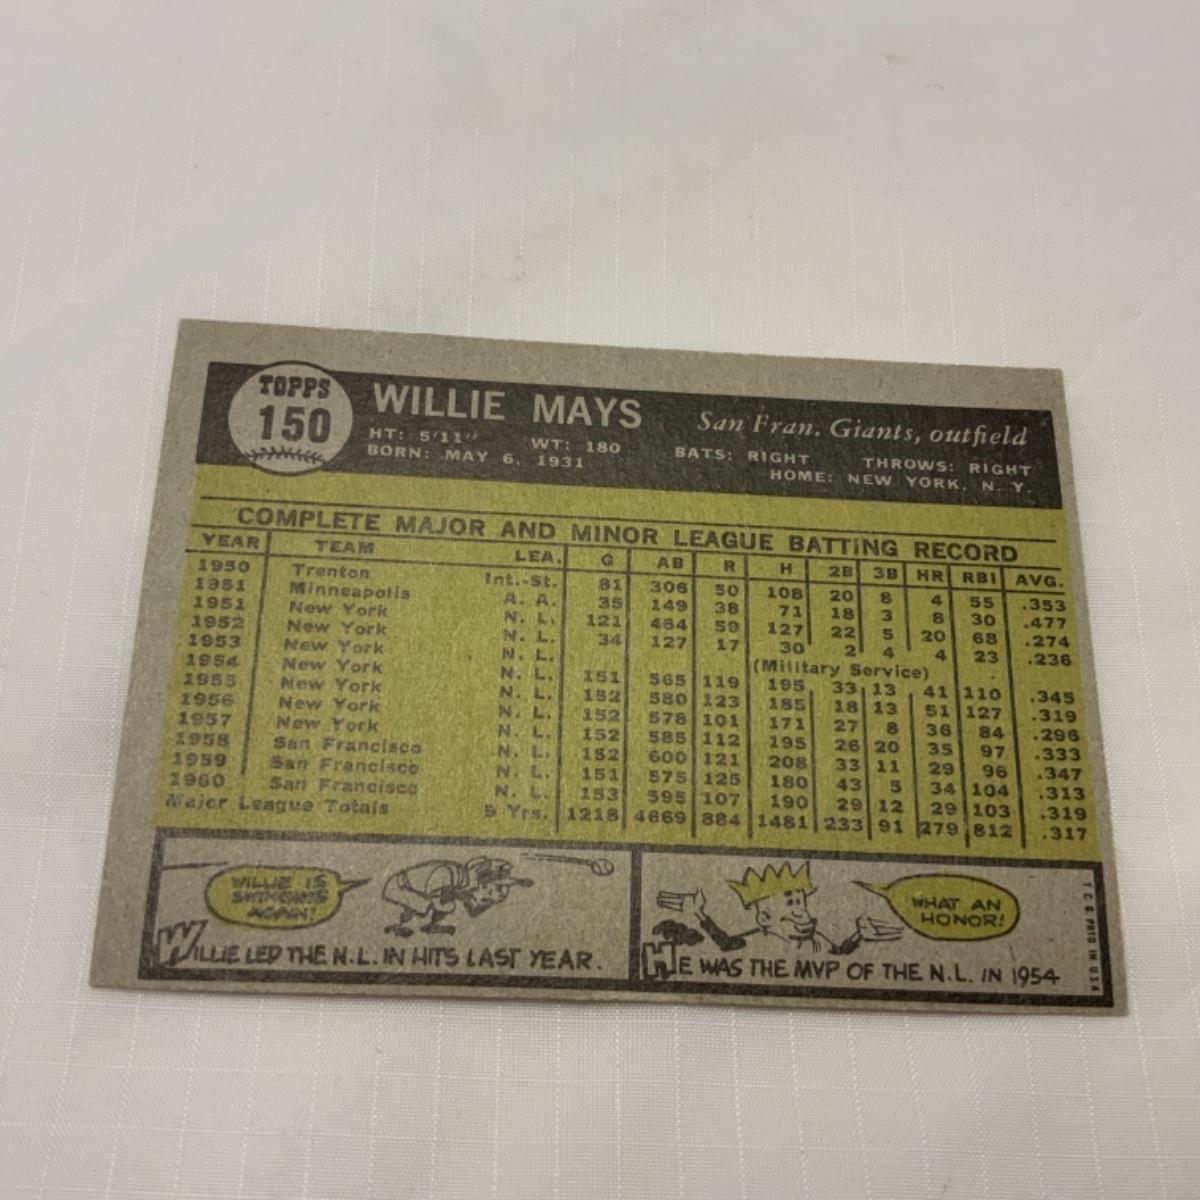 TOPPS
150
WILLIE MAYS
San Fran. Giants, outfield
HT: 5'11" WT: 180 BATS: RIGHT THROWS: RIGHT
BORN: MAY 6, 1931 HOME: NEW YORK, N. Y.
COMPLETE MAJOR AND MINOR LEAGUE BATTING RECORD
YEAR TEAM LEA. G AB R H 2B 3B HR RBI AVG.
1950 Trenton Int.-St. 81 306 50 108 20 8 4 55 .353
1951 Minneapolis A. A. 35 149 38 71 18 3 8 30 .477
1951 New York N. L. 121 464 59 127 22 5 20 68 .274
1952 New York N. L. 34 127 17 30 2 4 4 23 .236
1953 New York (Military Service)
1954 New York N. L. 151 565 119 195 33 13 41 110 .345
1955 New York N. L. 152 580 123 185 18 13 51 127 .319
1956 New York N. L. 152 578 101 171 27 8 36 84 .296
1957 New York N. L. 152 585 112 195 26 20 35 97 .333
1958 San Francisco N. L. 152 600 121 208 33 11 29 96 .347
1959 San Francisco N. L. 151 575 125 180 43 5 34 104 .313
1960 San Francisco N. L. 153 595 107 190 29 12 29 103 .319
Major League Totals 9 Yrs. 1218 4669 884 1481 233 91 279 812 .317
WILLIE IS
SWINGING
AGAIN!
WILLIE LED THE N.L. IN HITS LAST YEAR.
WHAT AN
HONOR!
HE WAS THE MVP OF THE N.L. IN 1954
T. C. G. PRTD. IN U.S.A.